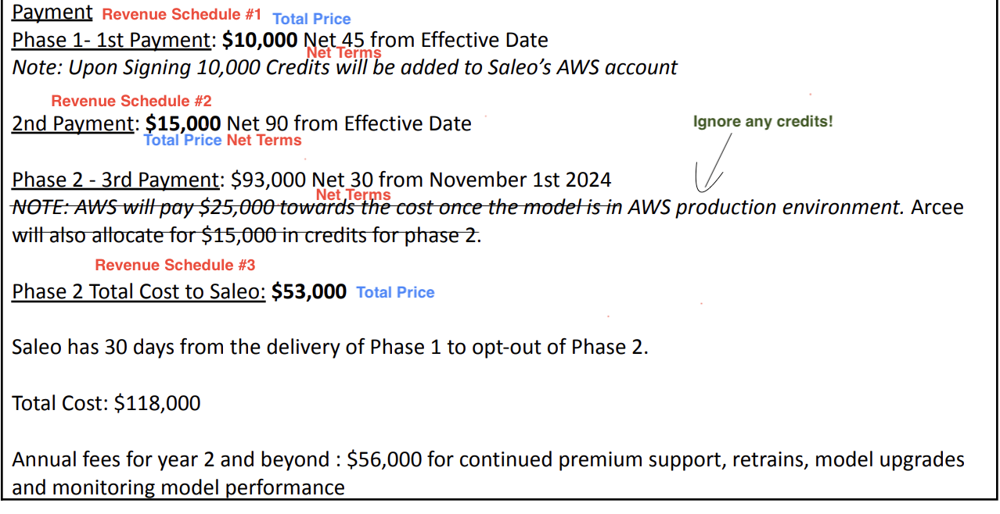 Payment Revenue Schedule #1 Total Price
Phase 1- 1st Payment: $10,000 Net 45 from Effective Date
Net Terms
Note: Upon Signing 10,000 Credits will be added to Saleo’s AWS account
Revenue Schedule #2
2nd Payment: $15,000 Net 90 from Effective Date
Ignore any credits!
Total Price Net Terms
Phase 2 - 3rd Payment: $93,000 Net 30 from November 1st 2024
Net Terms
NOTE: AWS will pay $25,000 towards the cost once the model is in AWS production environment. Arcee
will also allocate for $15,000 in credits for phase 2.
Revenue Schedule #3
Phase 2 Total Cost to Saleo: $53,000 Total Price
Saleo has 30 days from the delivery of Phase 1 to opt-out of Phase 2.
Total Cost: $118,000
Annual fees for year 2 and beyond : $56,000 for continued premium support, retrains, model upgrades
and monitoring model performance